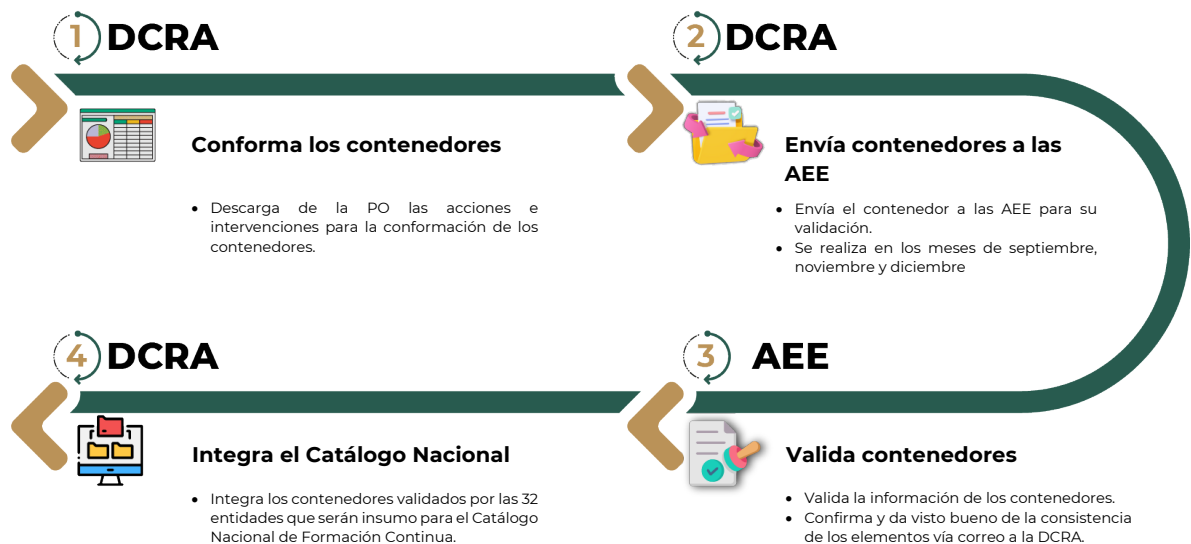 1 DCRA
Conforma los contenedores
• Descarga de la PO las acciones e
intervenciones para la conformación de los
contenedores.
2 DCRA
Envía contenedores a las
AEE
• Envía el contenedor a las AEE para su
validación.
• Se realiza en los meses de septiembre,
noviembre y diciembre
3 AEE
Valida contenedores
• Valida la información de los contenedores.
• Confirma y da visto bueno de la consistencia
de los elementos vía correo a la DCRA.
4 DCRA
Integra el Catálogo Nacional
• Integra los contenedores validados por las 32
entidades que serán insumo para el Catálogo
Nacional de Formación Continua.